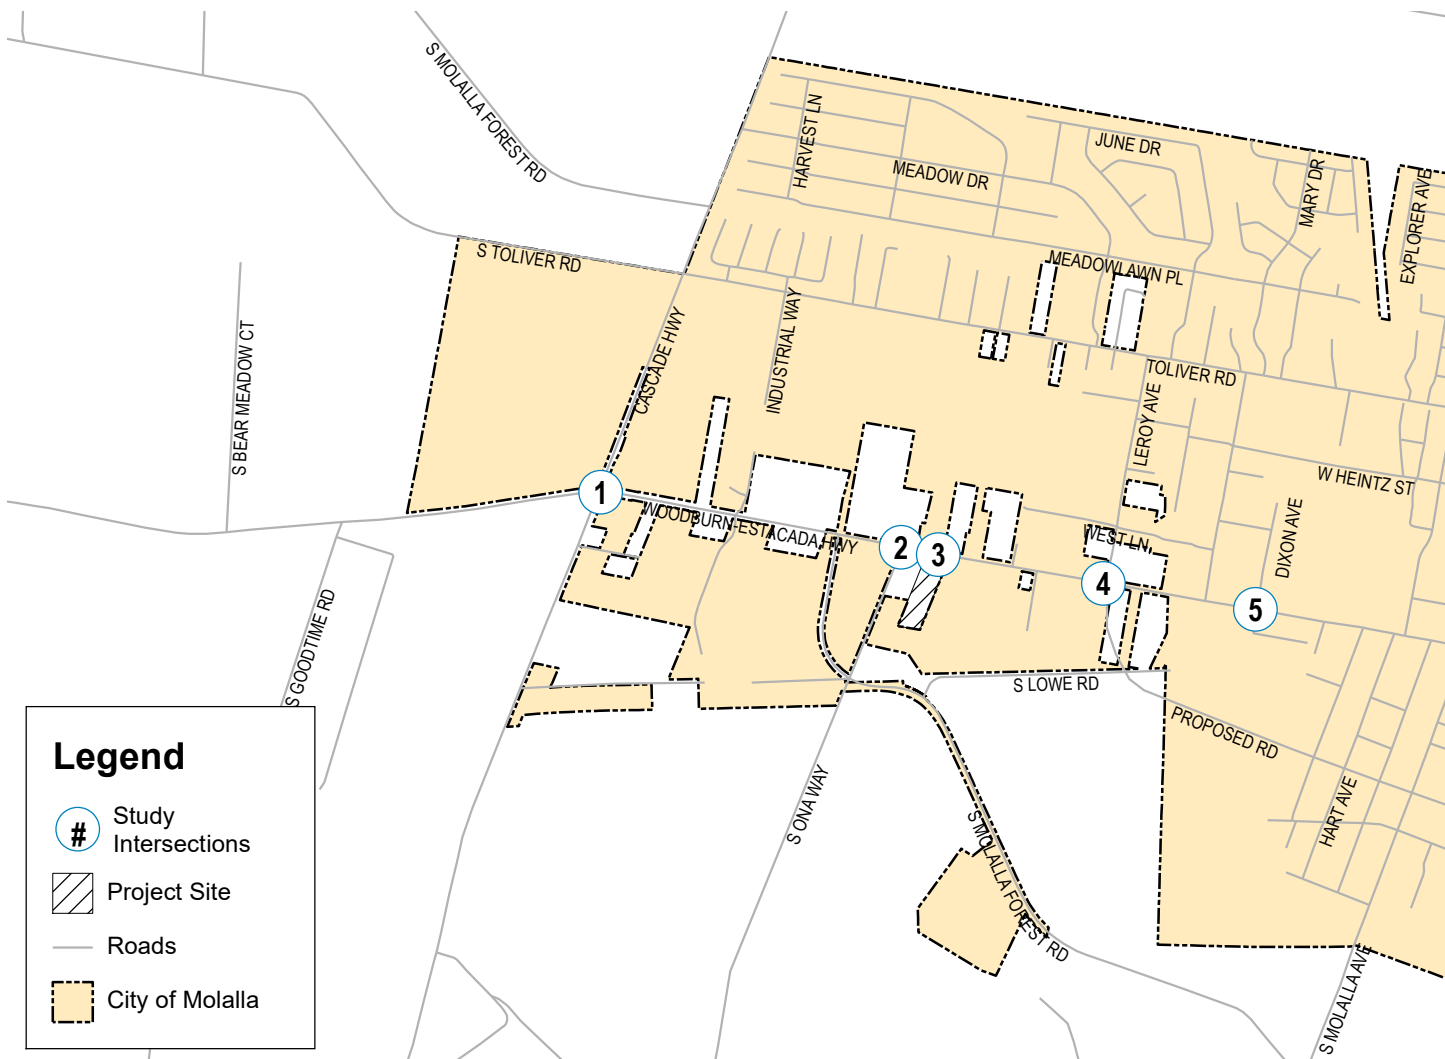 S MOLALLA FOREST RD
HARVEST LN
JUNE DR
MEADOW DR
MARY DR
EXPLORER AVE
S TOLIVER RD
MEADOWLAWN PL
INDUSTRIAL WAY
CASCADE HWY
S BEAR MEADOW CT
TOLIVER RD
LEROY AVE
W HEINTZ ST
1
WOODBURN-ESTACADA HWY
2
3
WEST LN
DIXON AVE
4
5
S GOODTIME RD
S LOWE RD
PROPOSED RD
S ONA WAY
HART AVE
S MOLALLA FOREST RD
S MOLALLA AVE
Legend
#
Study
Intersections
Project Site
Roads
City of Molalla